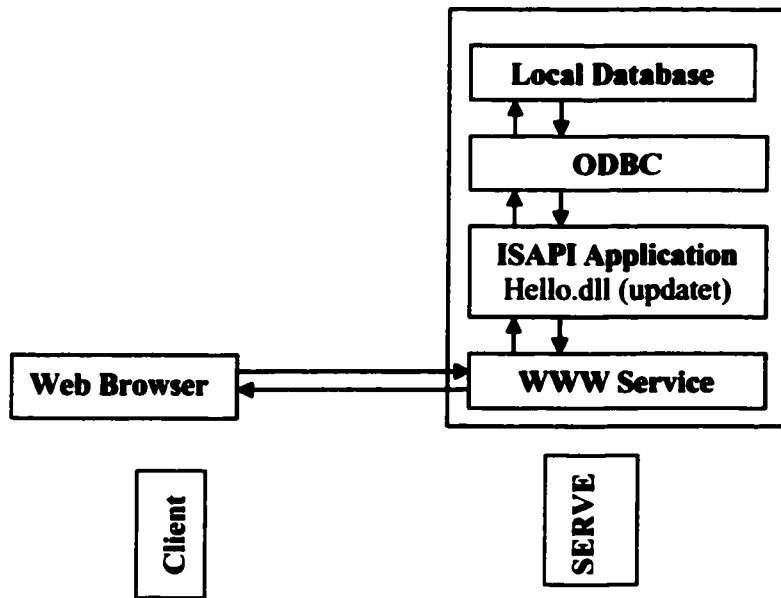 Local Database
ODBC
ISAPI Application
Hello.dll (updatet)
Web Browser
WWW Service
Client
SERVE